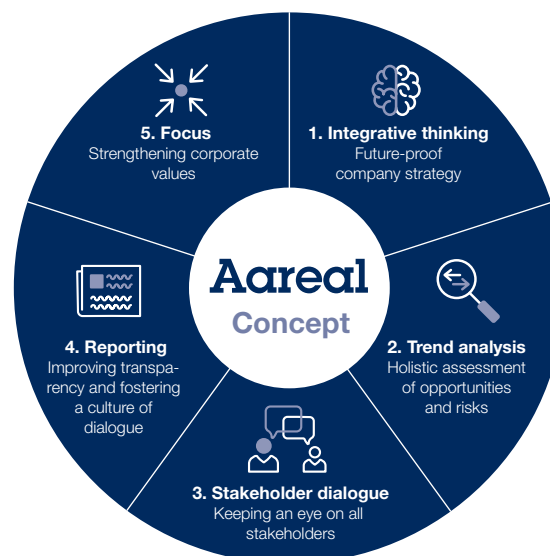 5. Focus
Strengthening corporate
values
1. Integrative thinking
Future-proof
company strategy
Aareal
Concept
4. Reporting
Improving transpa-
rency and fostering
a culture of
dialogue
2. Trend analysis
Holistic assessment
of opportunities
and risks
3. Stakeholder dialogue
Keeping an eye on all
stakeholders